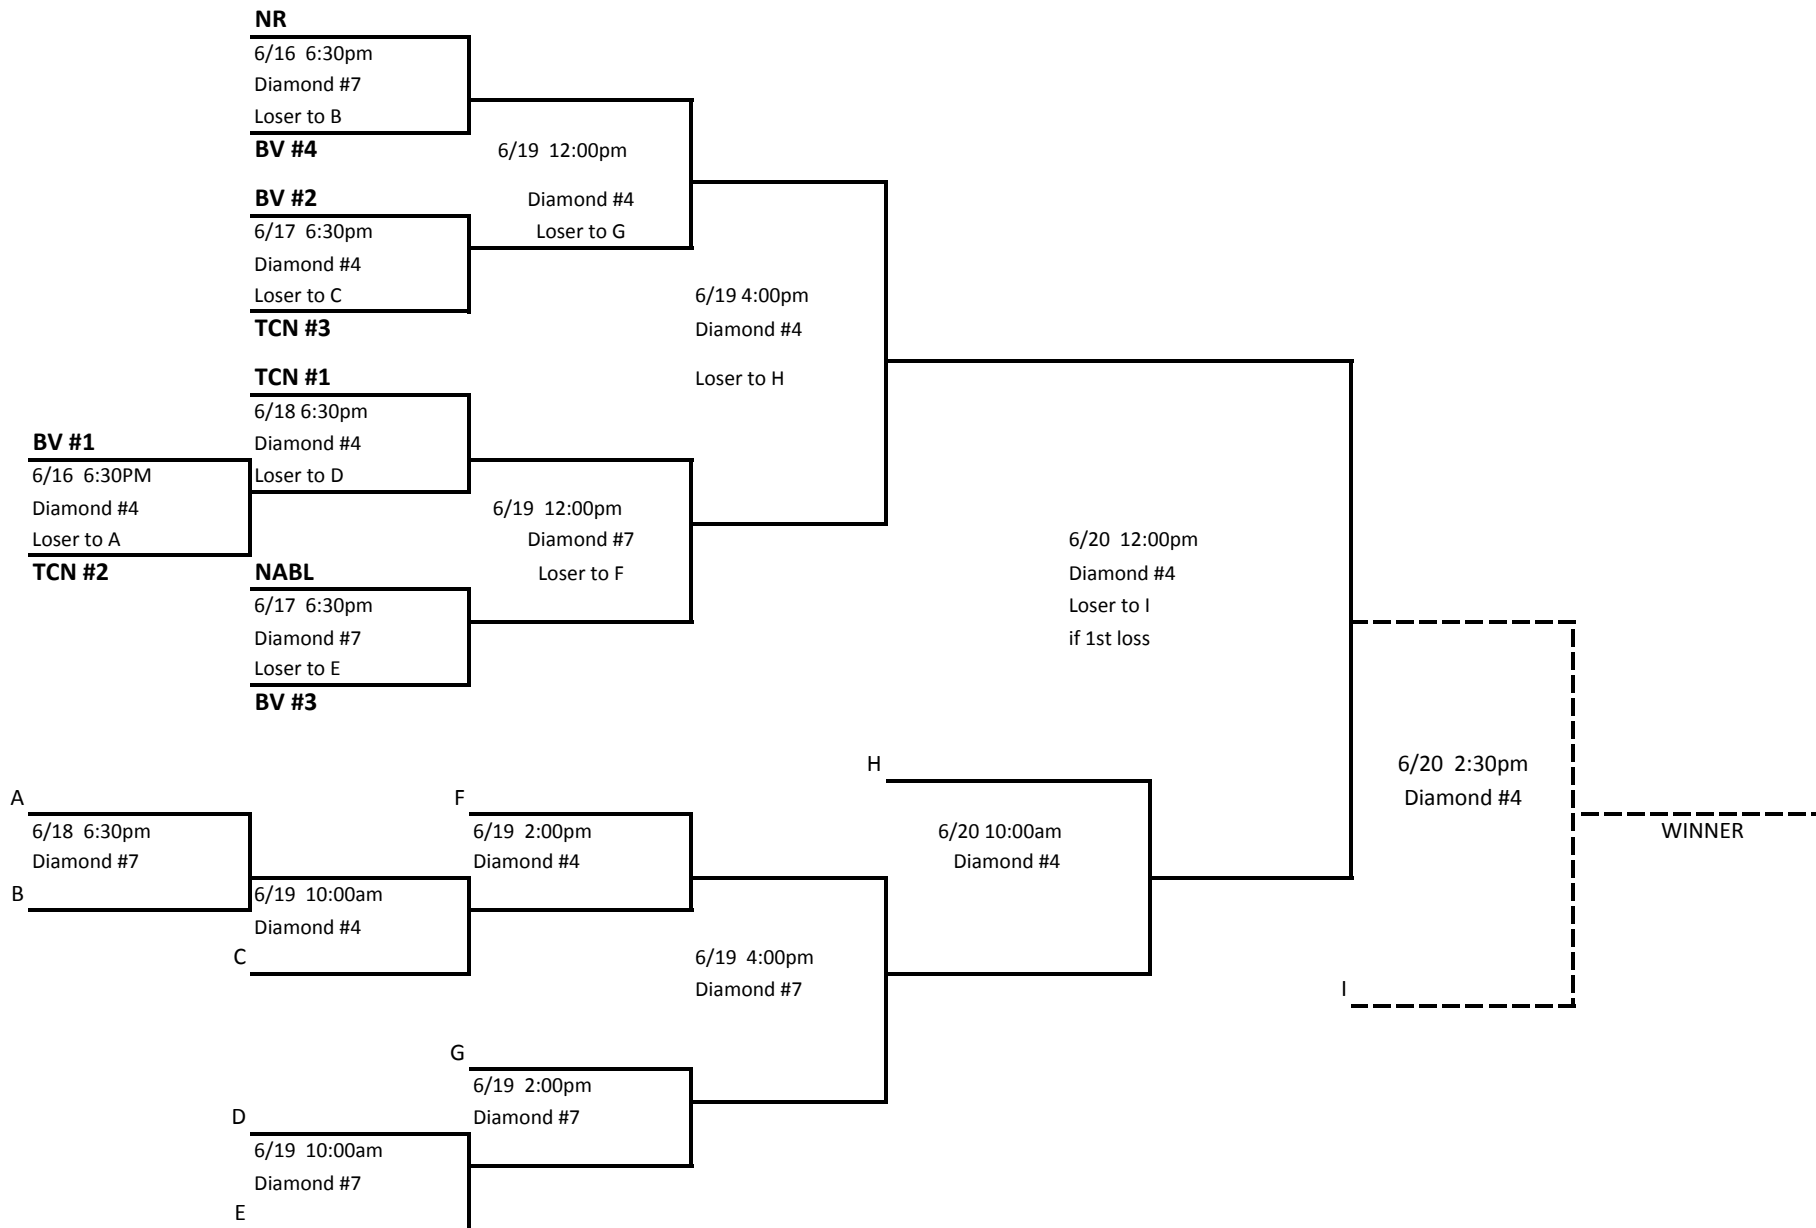 NR
6/16 6:30pm
Diamond #7
Loser to B
BV #4
6/19 12:00pm
BV #2
Diamond #4
6/17 6:30pm
Loser to G
Diamond #4
Loser to C
6/19 4:00pm
TCN #3
Diamond #4
TCN #1
Loser to H
6/18 6:30pm
BV #1
Diamond #4
6/16 6:30PM
Loser to D
Diamond #4
6/19 12:00pm
Loser to A
Diamond #7
6/20 12:00pm
TCN #2
NABL
Loser to F
Diamond #4
6/17 6:30pm
Loser to I
Diamond #7
if 1st loss
Loser to E
BV #3
H
6/20 2:30pm
A
F
Diamond #4
6/18 6:30pm
6/19 2:00pm
6/20 10:00am
WINNER
Diamond #7
Diamond #4
Diamond #4
B
6/19 10:00am
Diamond #4
C
6/19 4:00pm
Diamond #7
I
G
6/19 2:00pm
D
Diamond #7
6/19 10:00am
Diamond #7
E